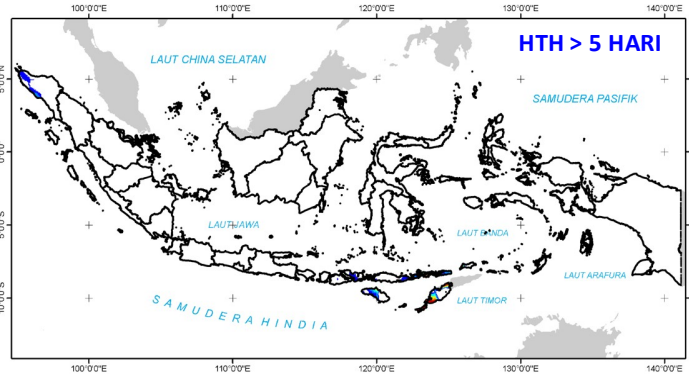 100°0'0"E 110°0'0"E 120°0'0"E 130°0'0"E 140°0'0"E
HTH > 5 HARI
LAUT CHINA SELATAN
SAMUDERA PASIFIK
LAUT JAWA
LAUT BANDA
LAUT ARAFURA
LAUT TIMOR
SAMUDERA HINDIA
100°0'0"E 110°0'0"E 120°0'0"E 130°0'0"E 140°0'0"E